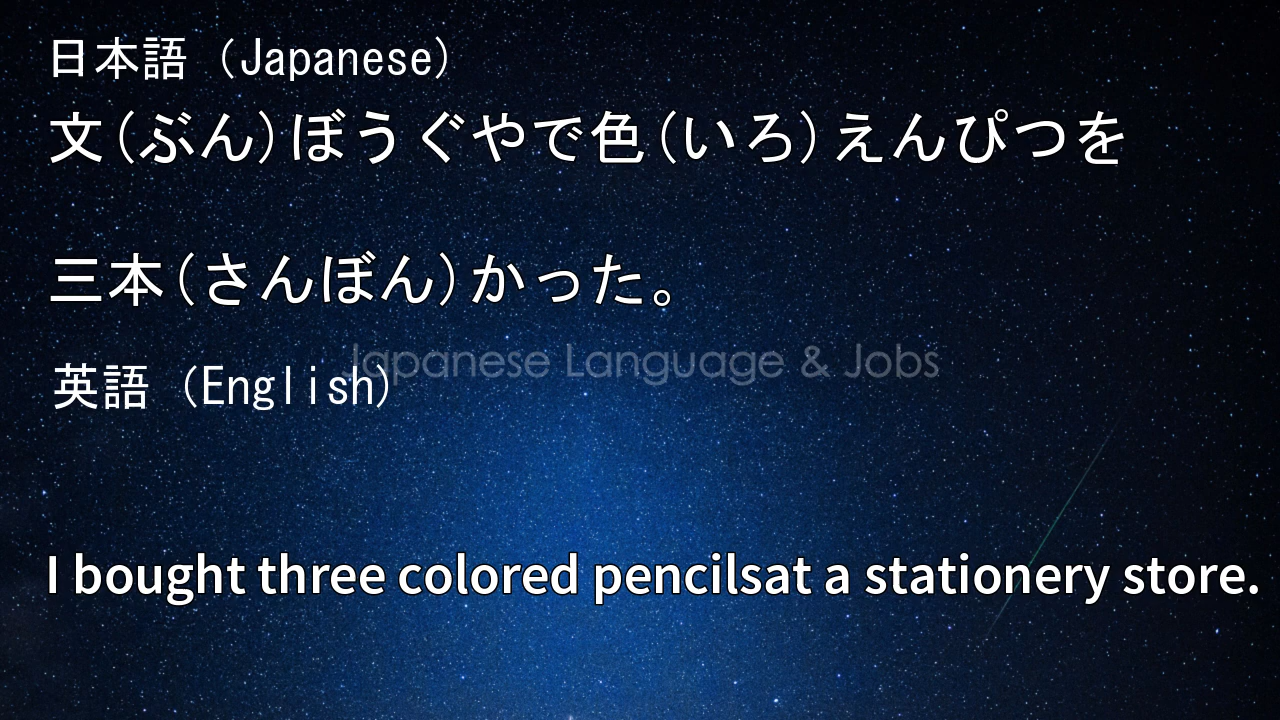 日本語 (Japanese)
文(ぶん)ぼうぐやで色(いろ)えんぴつを
三本(さんぼん)かった。
Japanese Language & Jobs
英語 (English)
I bought three colored pencilsat a stationery store.